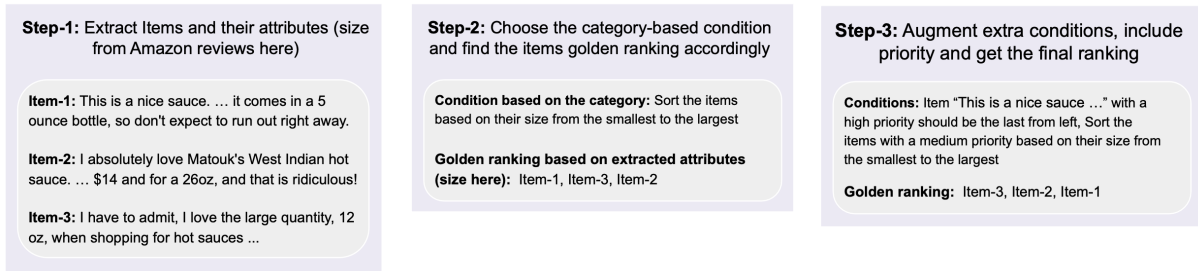 Step-1: Extract Items and their attributes (size
from Amazon reviews here)
Item-1: This is a nice sauce. … it comes in a 5
ounce bottle, so don't expect to run out right away.
Item-2: I absolutely love Matouk's West Indian hot
sauce. … $14 and for a 26oz, and that is ridiculous!
Item-3: I have to admit, I love the large quantity, 12
oz, when shopping for hot sauces ...
Step-2: Choose the category-based condition
and find the items golden ranking accordingly
Condition based on the category: Sort the items
based on their size from the smallest to the largest
Golden ranking based on extracted attributes
(size here): Item-1, Item-3, Item-2
Step-3: Augment extra conditions, include
priority and get the final ranking
Conditions: Item “This is a nice sauce …” with a
high priority should be the last from left, Sort the
items with a medium priority based on their size from
the smallest to the largest
Golden ranking: Item-3, Item-2, Item-1